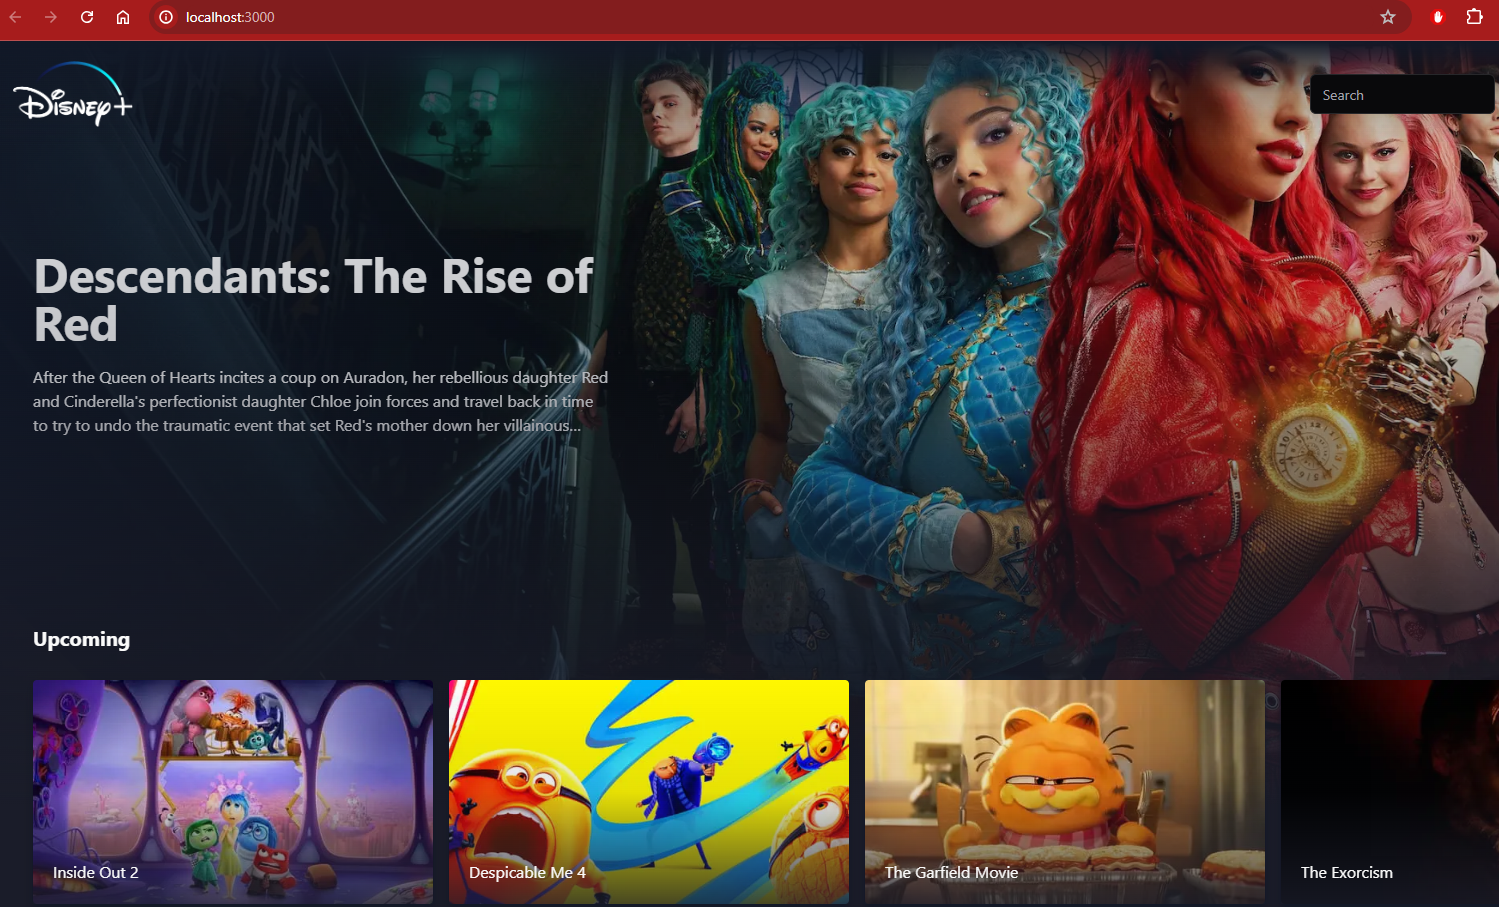 localhost:3000
Disney+
Search
Descendants: The Rise of
Red
After the Queen of Hearts incites a coup on Auradon, her rebellious daughter Red
and Cinderella's perfectionist daughter Chloe join forces and travel back in time
to try to undo the traumatic event that set Red's mother down her villainous...
Upcoming
Inside Out 2
Despicable Me 4
The Garfield Movie
The Exorcism